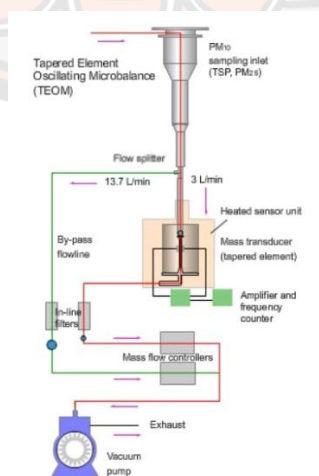 Tapered Element
Oscillating Microbalance
(TEOM)
PM10
sampling inlet
(TSP, PM2.5)
Flow splitter
13.7 L/min
3 L/min
Heated sensor unit
By-pass
flowline
Mass transducer
(tapered element)
In-line
filters
Amplifier and
frequency
counter
Mass flow controllers
Exhaust
Vacuum
pump